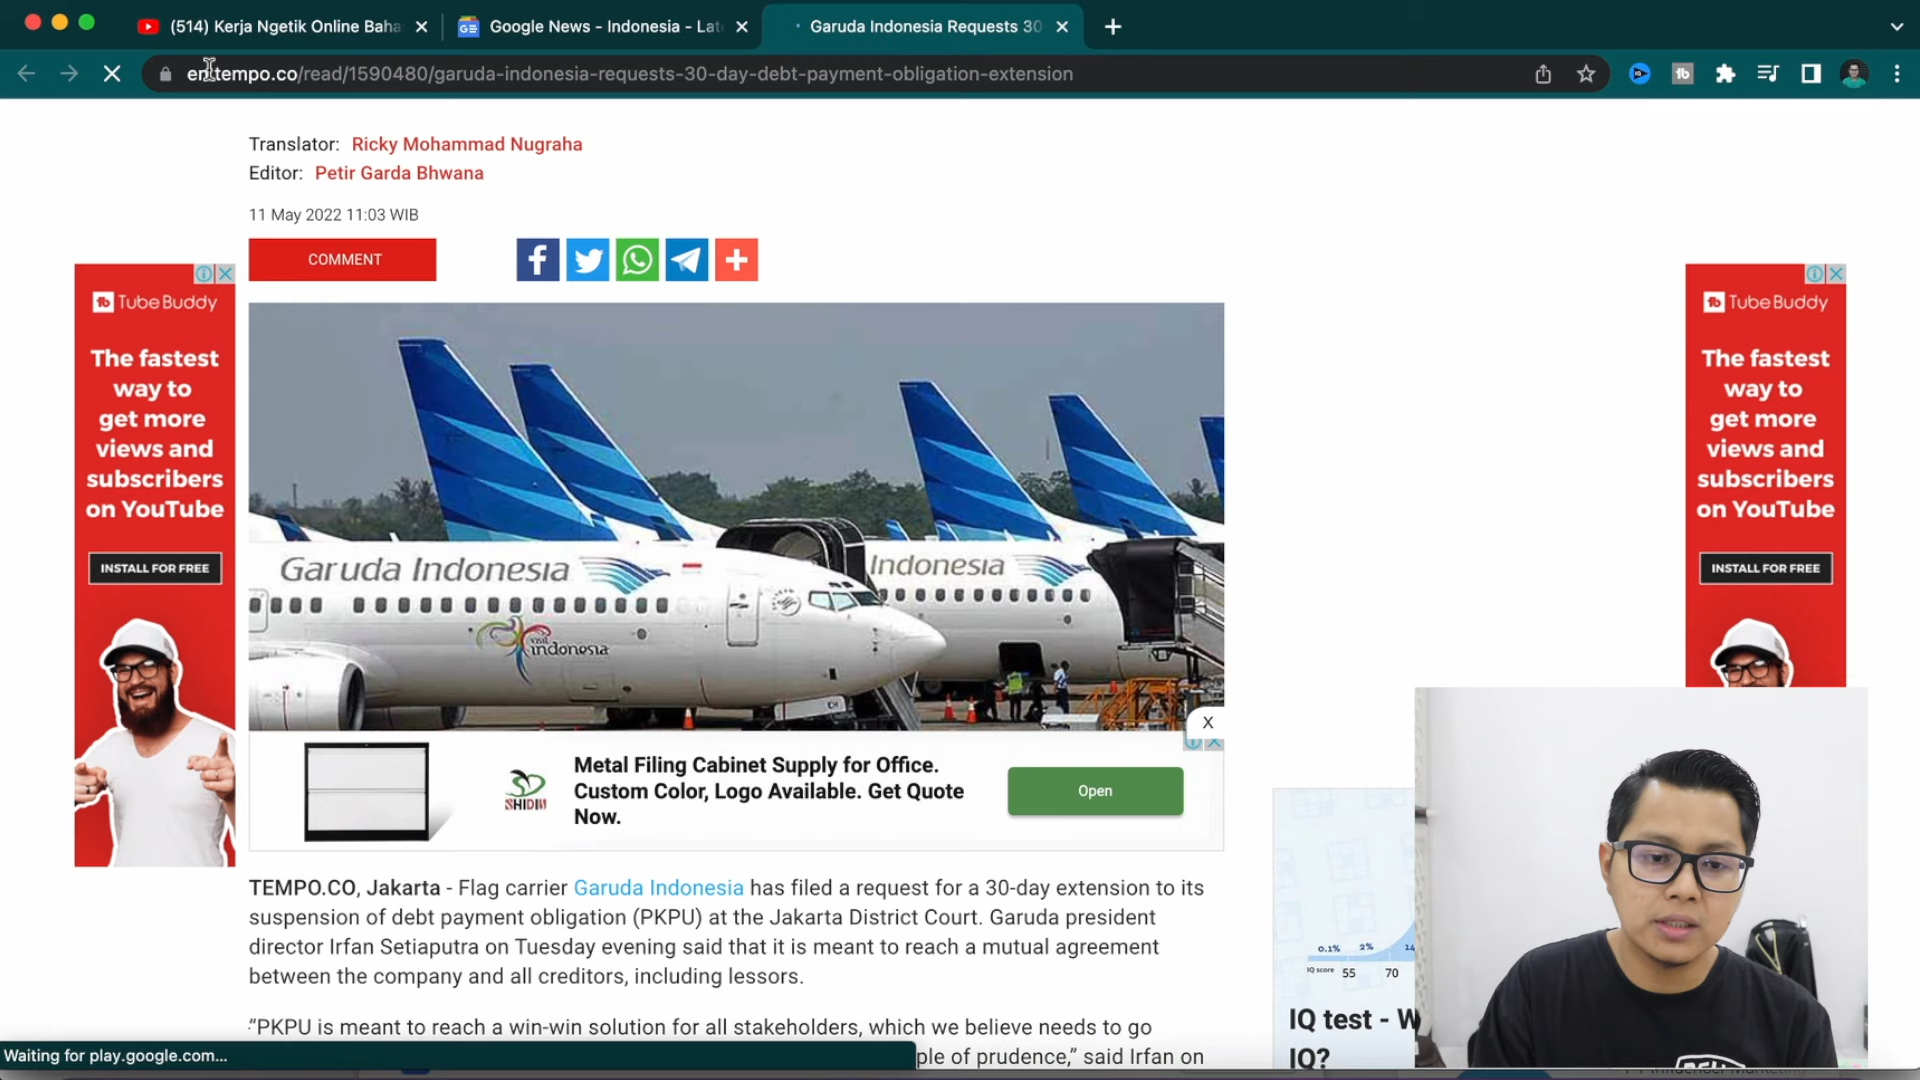 (514) Kerja Ngetik Online Baha
Google News - Indonesia - Lat
Garuda Indonesia Requests 30
en.tempo.co/read/1590480/garuda-indonesia-requests-30-day-debt-payment-obligation-extension
Translator: Ricky Mohammad Nugraha
Editor: Petir Garda Bhwana
11 May 2022 11:03 WIB
COMMENT
TubeBuddy
The fastest
way to
get more
views and
subscribers
on YouTube
INSTALL FOR FREE
Garuda Indonesia
Indonesia
visit
indonesia
TubeBuddy
The fastest
way to
get more
views and
subscribers
on YouTube
INSTALL FOR FREE
X
SHIDIM
Metal Filing Cabinet Supply for Office.
Custom Color, Logo Available. Get Quote
Now.
Open
TEMPO.CO, Jakarta - Flag carrier Garuda Indonesia has filed a request for a 30-day extension to its
suspension of debt payment obligation (PKPU) at the Jakarta District Court. Garuda president
director Irfan Setiaputra on Tuesday evening said that it is meant to reach a mutual agreement
between the company and all creditors, including lessors.
“PKPU is meant to reach a win-win solution for all stakeholders, which we believe needs to go
ple of prudence,” said Irfan on
0.1% 2% 14
IQ score 55 70
IQ test - W
IQ?
Waiting for play.google.com...